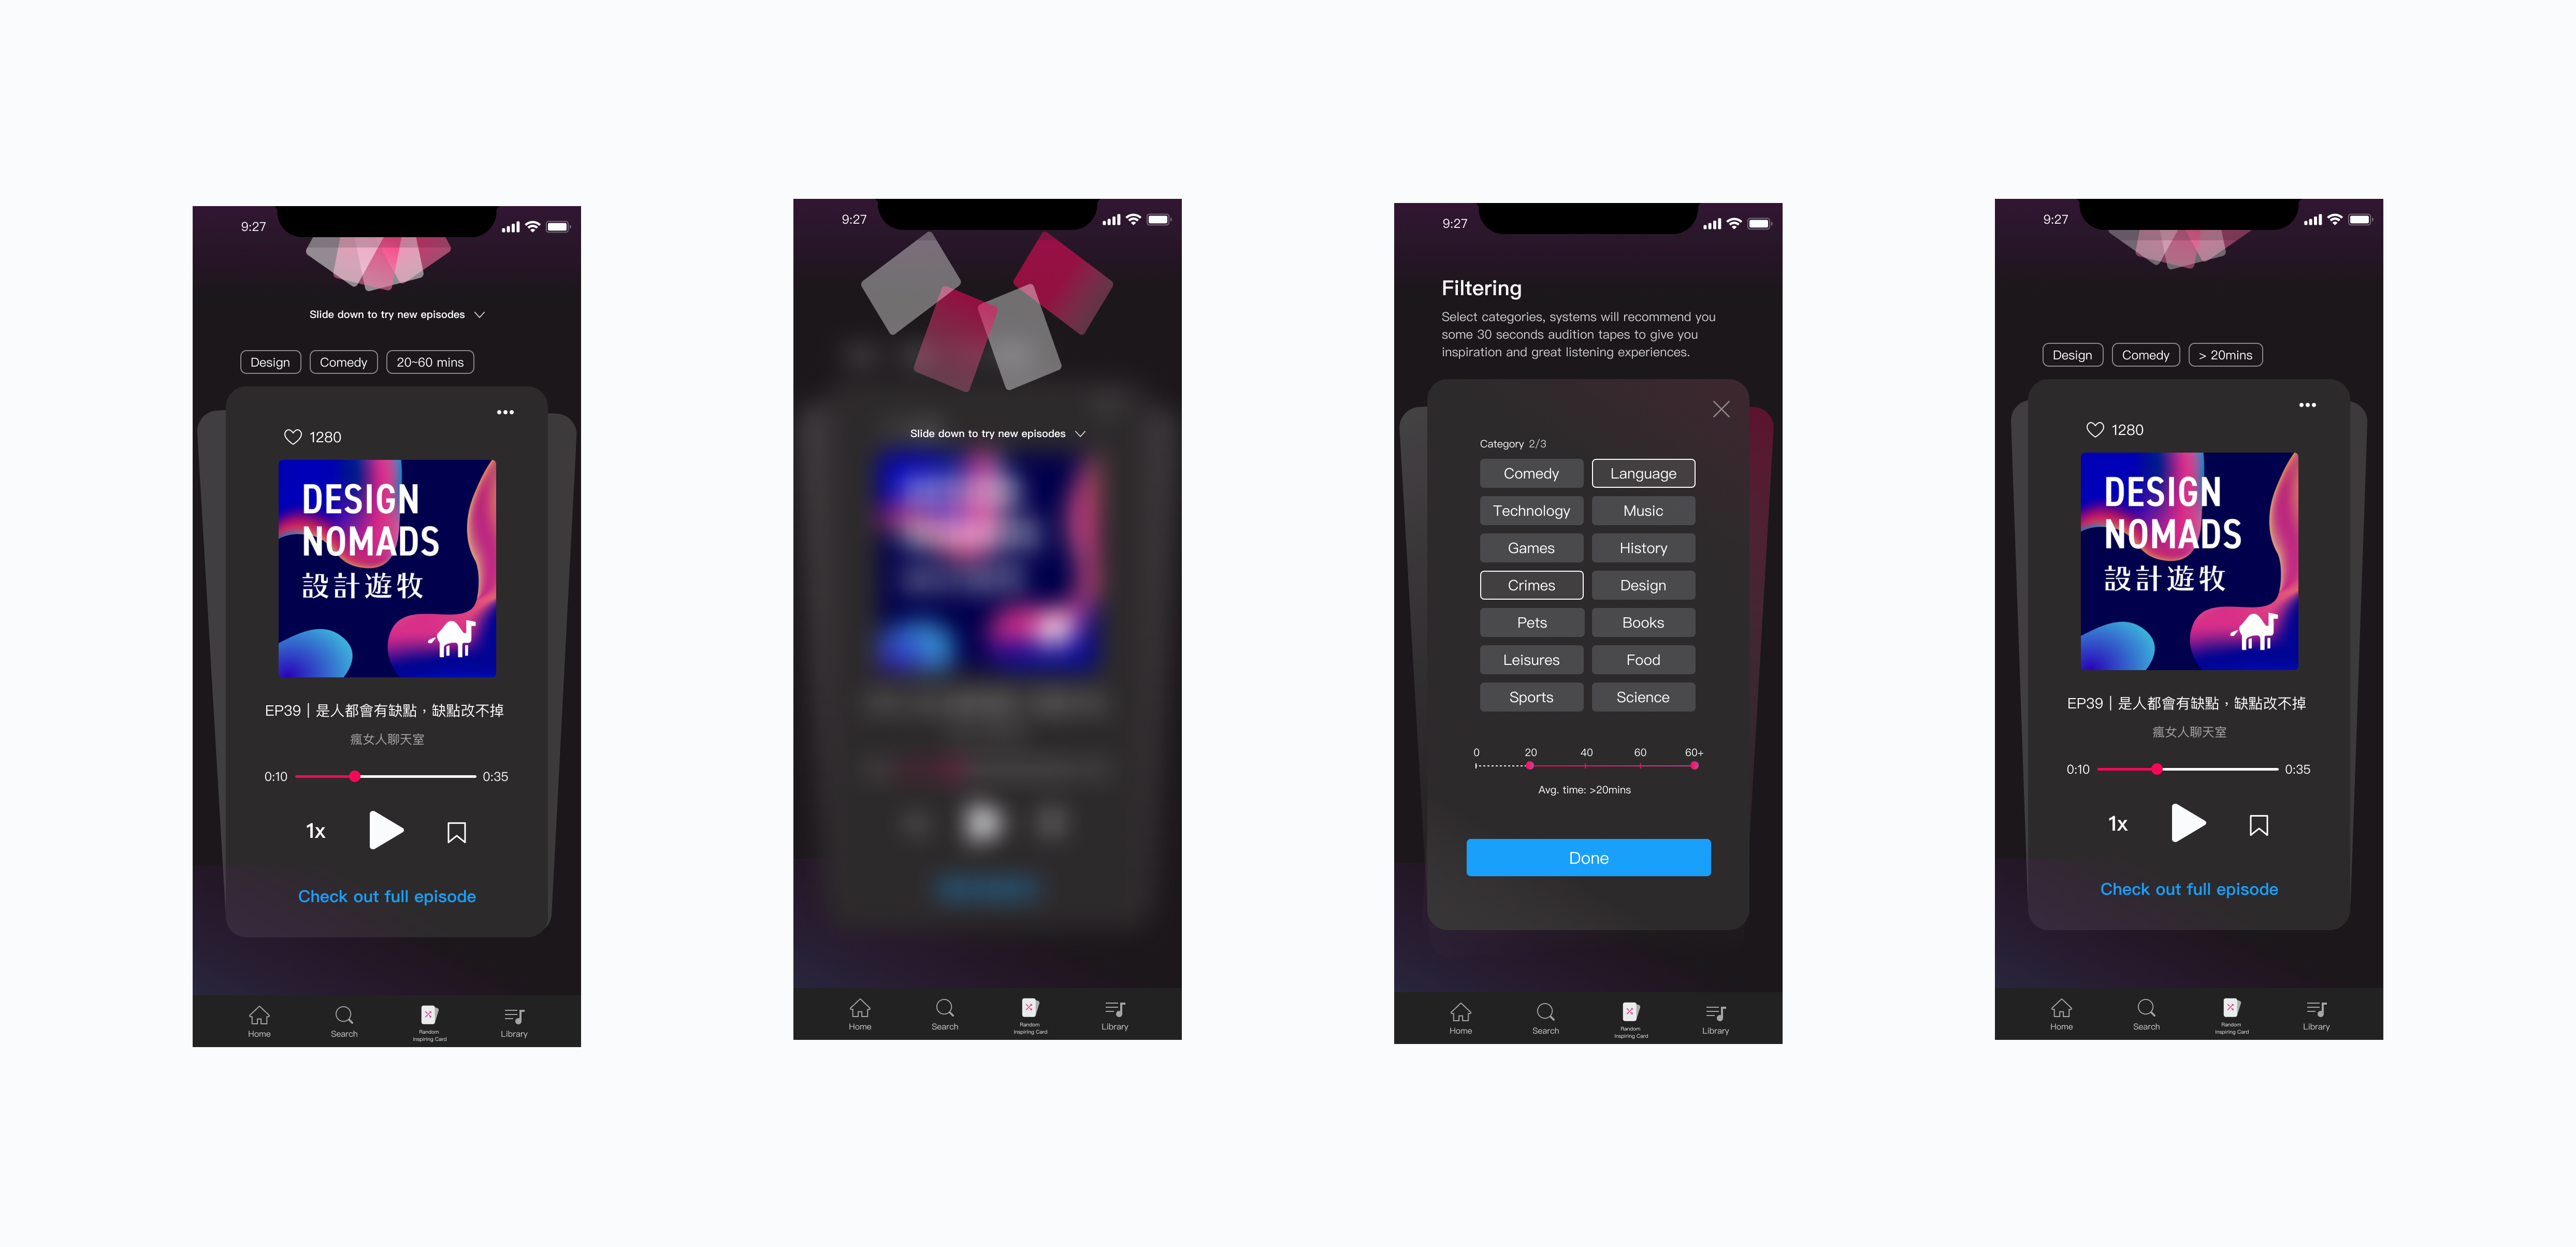 9:27
Slide down to try new episodes
Design Comedy 20~60 mins
1280
DESIGN
NOMADS
設計遊牧
EP39｜是人都會有缺點，缺點改不掉
瘋女人聊天室
0:10 0:35
1x
Check out full episode
Home Search Random Library
Inspiring Card
9:27
Slide down to try new episodes
Home Search Random Library
Inspiring Card
9:27
Filtering
Select categories, systems will recommend you
some 30 seconds audition tapes to give you
inspiration and great listening experiences.
Category 2/3
Comedy Language
Technology Music
Games History
Crimes Design
Pets Books
Leisures Food
Sports Science
0 20 40 60 60+
Avg. time: >20mins
Done
Home Search Random Library
Inspiring Card
9:27
Design Comedy > 20mins
1280
DESIGN
NOMADS
設計遊牧
EP39｜是人都會有缺點，缺點改不掉
瘋女人聊天室
0:10 0:35
1x
Check out full episode
Home Search Random Library
Inspiring Card